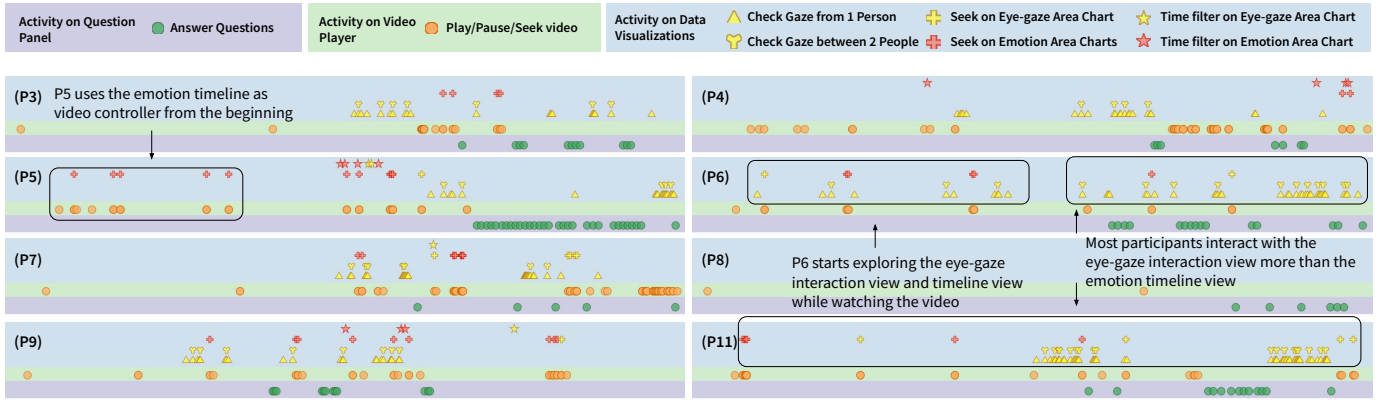 Activity on Question
Panel
Answer Questions
Activity on Video
Player
Play/Pause/Seek video
Activity on Data
Visualizations
Check Gaze from 1 Person
Check Gaze between 2 People
Seek on Eye-gaze Area Chart
Seek on Emotion Area Charts
Time filter on Eye-gaze Area Chart
Time filter on Emotion Area Chart
(P3)
P5 uses the emotion timeline as
video controller from the beginning
(P4)
(P5)
(P6)
(P7)
(P8)
P6 starts exploring the eye-gaze
interaction view and timeline view
while watching the video
Most participants interact with the
eye-gaze interaction view more than the
emotion timeline view
(P9)
(P11)